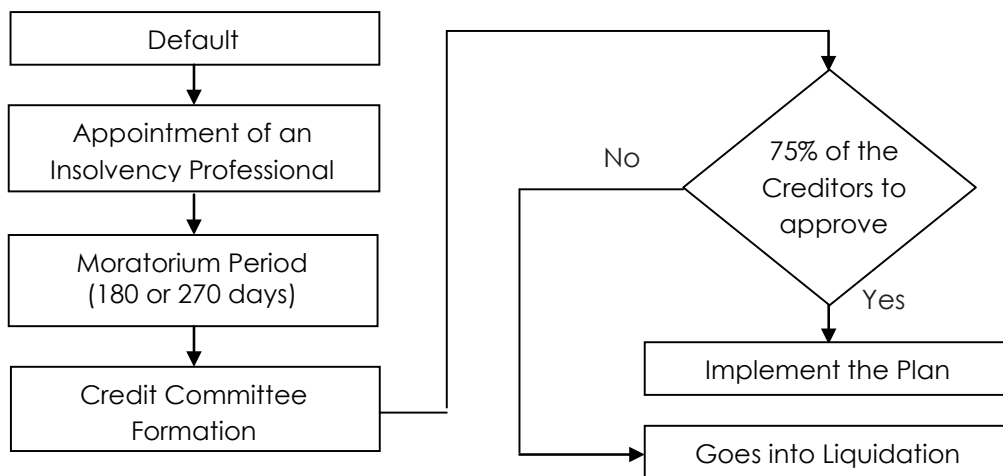 Default
Appointment of an
Insolvency Professional
Moratorium Period
(180 or 270 days)
Credit Committee
Formation
75% of the
Creditors to
approve
No
Yes
Implement the Plan
Goes into Liquidation